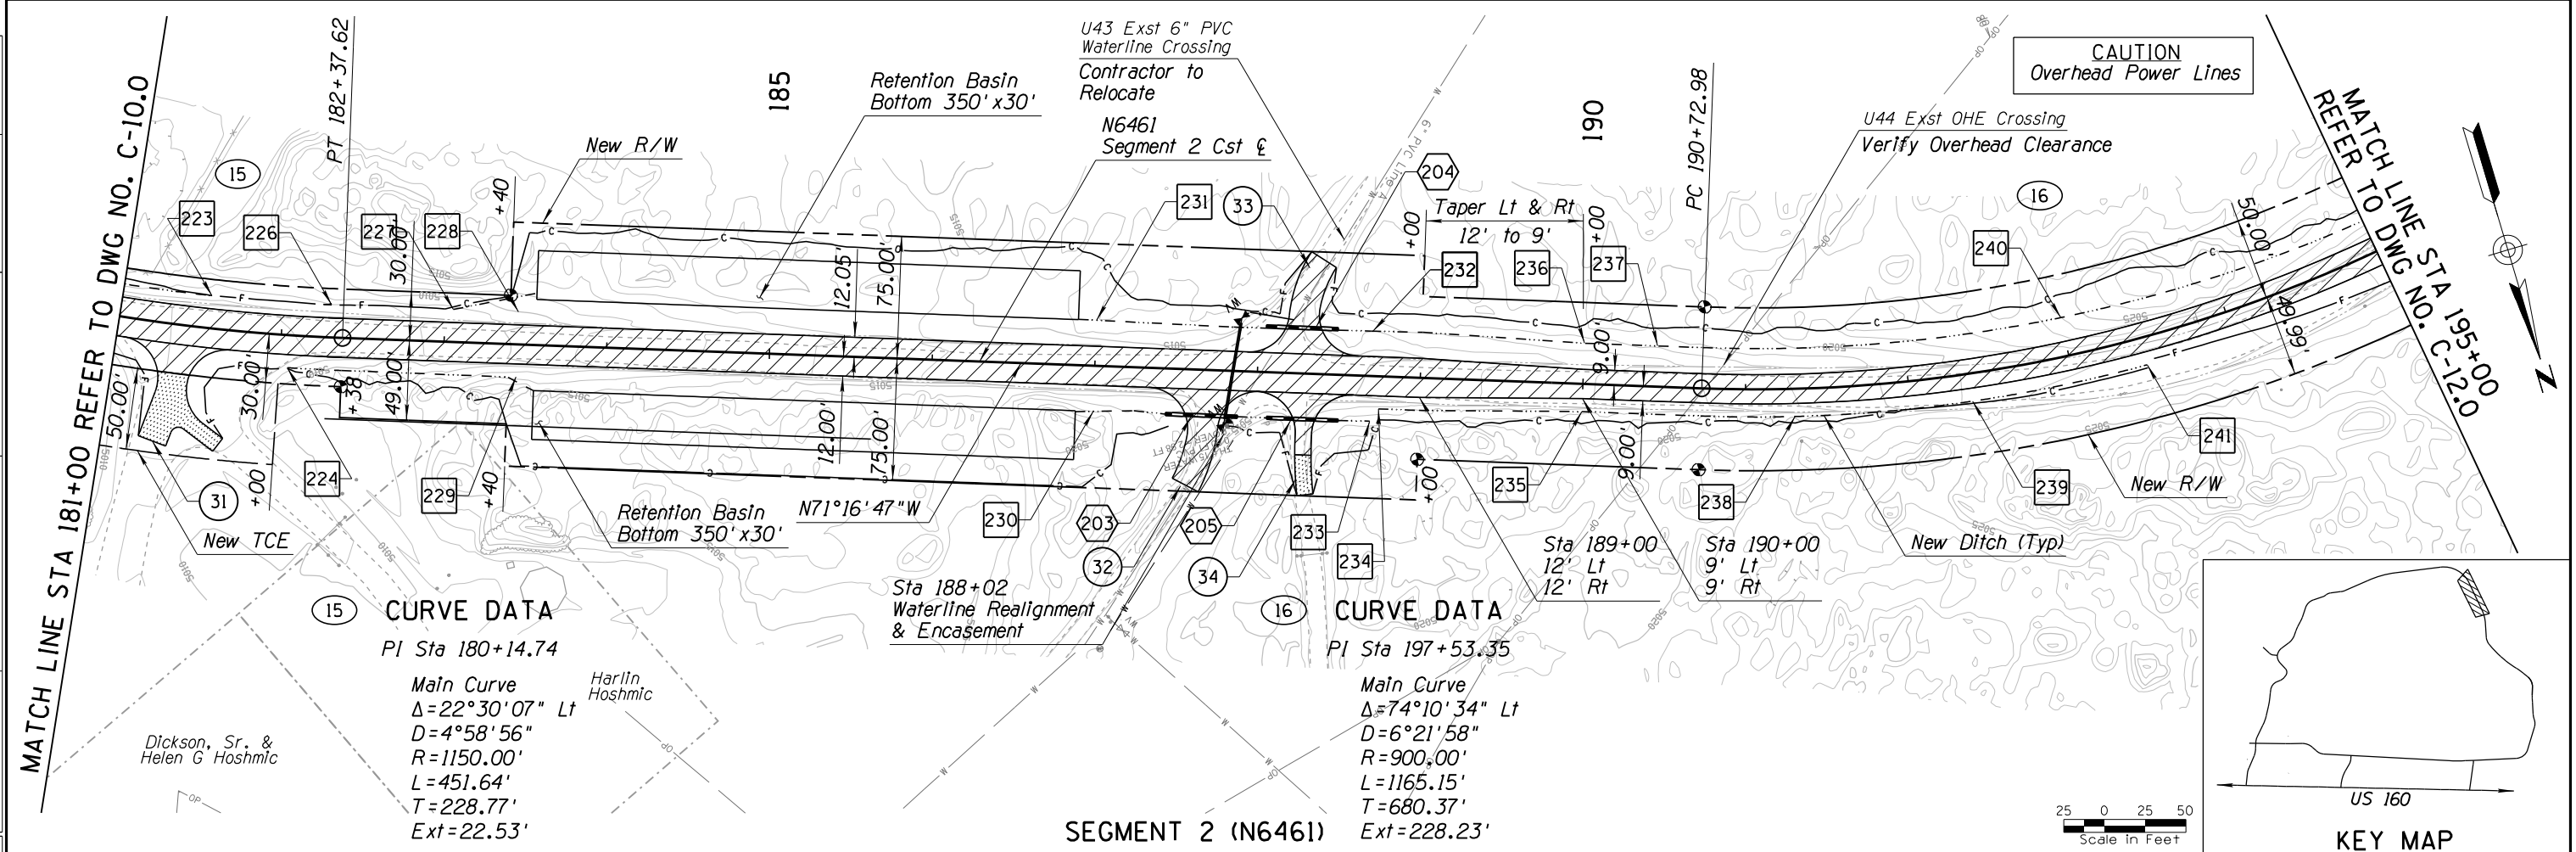 MATCH LINE STA 181+00 REFER TO DWG NO. C-10.0
PT 182+37.62
15
223
226
227
228
30.00'
+40
New R/W
185
Retention Basin
Bottom 350'x30'
U43 Exst 6" PVC
Waterline Crossing
Contractor to
Relocate
N6461
Segment 2 Cst ℄
12.05'
75.00'
231
33
6" PVC Line A
204
+00
Taper Lt & Rt
12' to 9'
+00
232
236
237
190
PC 190+72.98
U44 Exst OHE Crossing
Verify Overhead Clearance
CAUTION
Overhead Power Lines
16
240
50.00'
49.99'
MATCH LINE STA 195+00
REFER TO DWG NO. C-12.0
N
50.00'
30.00'
+00
31
New TCE
224
+38
49.00'
229
+40
Retention Basin
Bottom 350'x30'
12.00'
75.00'
N71°16'47"W
230
203
32
205
34
233
234
Sta 188+02
Waterline Realignment
& Encasement
+00
9.00'
9.00'
235
Sta 189+00
12' Lt
12' Rt
Sta 190+00
9' Lt
9' Rt
238
New Ditch (Typ)
239
New R/W
241
5010
5015
5020
5025
15
CURVE DATA
PI Sta 180+14.74
Main Curve
Δ=22°30'07" Lt
D=4°58'56"
R=1150.00'
L=451.64'
T=228.77'
Ext=22.53'
Dickson, Sr. &
Helen G Hoshmic
Harlin
Hoshmic
16
CURVE DATA
PI Sta 197+53.35
Main Curve
Δ=74°10'34" Lt
D=6°21'58"
R=900.00'
L=1165.15'
T=680.37'
Ext=228.23'
SEGMENT 2 (N6461)
25 0 25 50
Scale in Feet
US 160
KEY MAP